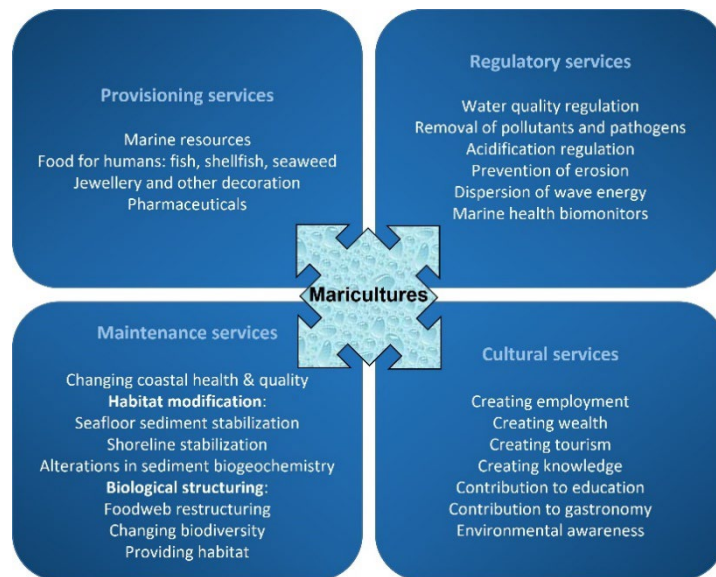 Provisioning services
Marine resources
Food for humans: fish, shellfish, seaweed
Jewellery and other decoration
Pharmaceuticals
Regulatory services
Water quality regulation
Removal of pollutants and pathogens
Acidification regulation
Prevention of erosion
Dispersion of wave energy
Marine health biomonitors
Maricultures
Maintenance services
Changing coastal health & quality
Habitat modification:
Seafloor sediment stabilization
Shoreline stabilization
Alterations in sediment biogeochemistry
Biological structuring:
Foodweb restructuring
Changing biodiversity
Providing habitat
Cultural services
Creating employment
Creating wealth
Creating tourism
Creating knowledge
Contribution to education
Contribution to gastronomy
Environmental awareness